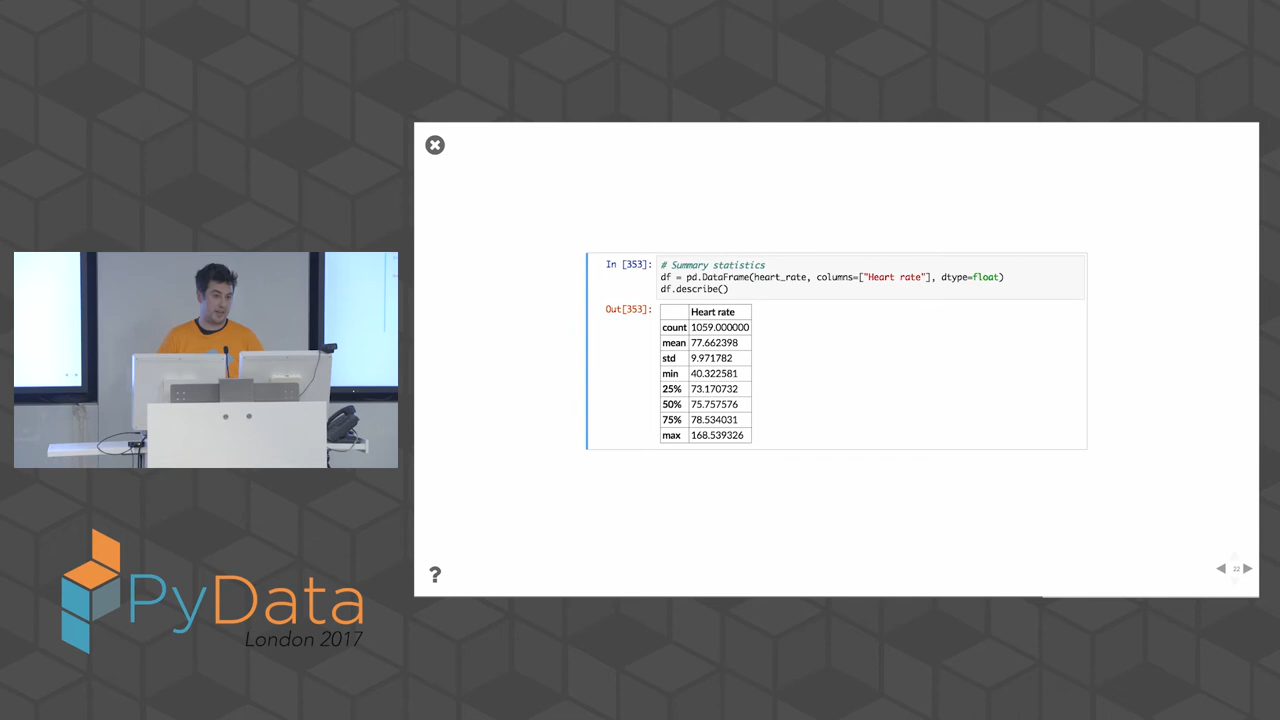 In [353]:
# Summary statistics
df = pd.DataFrame(heart_rate, columns=["Heart rate"], dtype=float)
df.describe()
Out[353]:
Heart rate
count 1059.000000
mean 77.662398
std 9.971782
min 40.322581
25% 73.170732
50% 75.757576
75% 78.534031
max 168.539326
?
22
PyData
London 2017